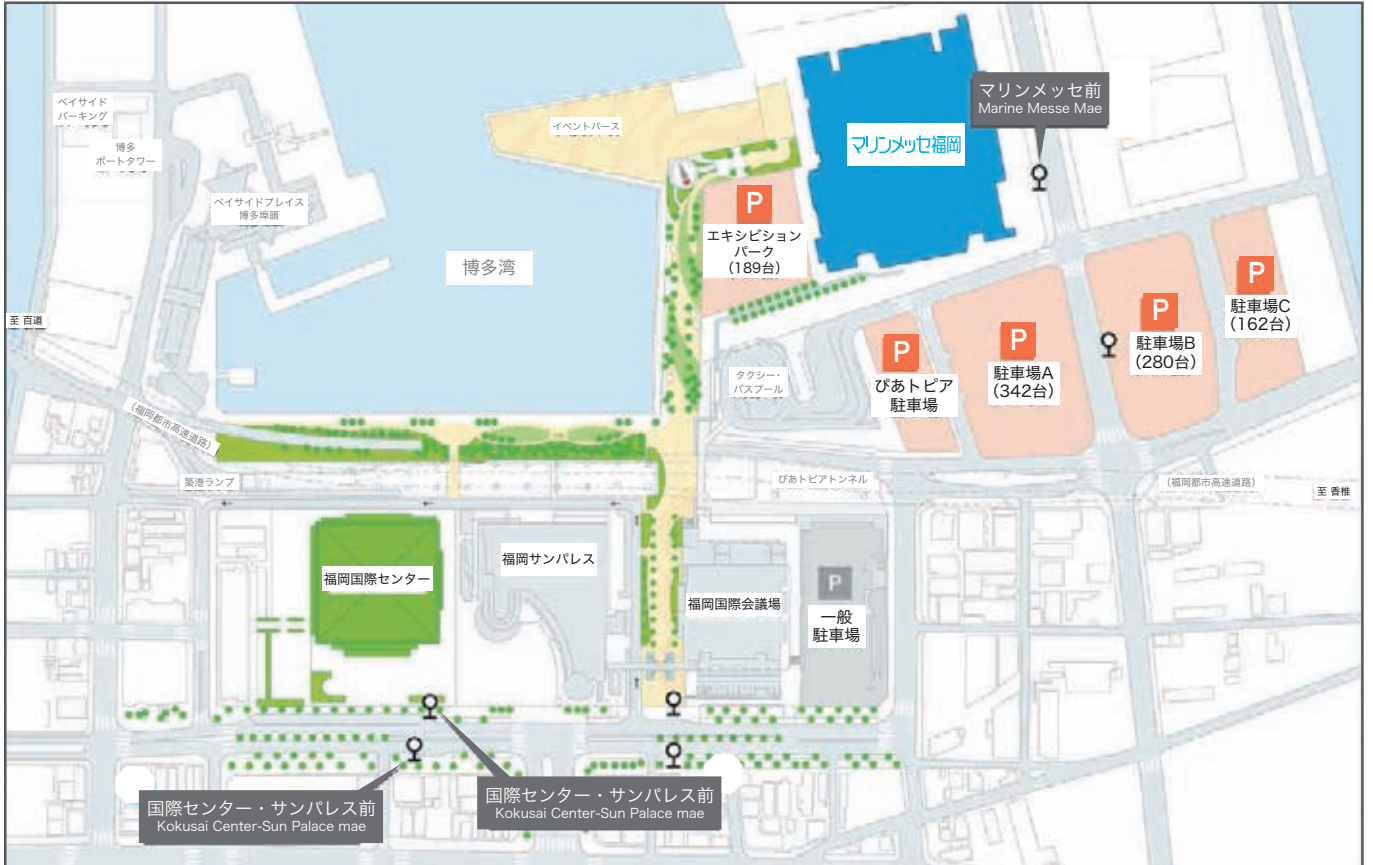 マリンメッセ前
Marine Messe Mae
ベイサイド
パーキング
博多
ポートタワー
イベントバース
マリンメッセ福岡
ベイサイドプレイス
博多埠頭
P
エキシビション
パーク
(189台)
博多湾
P
駐車場C
(162台)
P
駐車場B
(280台)
P
駐車場A
(342台)
P
ぴあトピア
駐車場
至 百道
タクシー・
バスプール
(福岡都市高速道路)
築港ランプ
ぴあトピアトンネル
(福岡都市高速道路)
至 香椎
福岡国際センター
福岡サンパレス
福岡国際会議場
P
一般
駐車場
国際センター・サンパレス前
Kokusai Center-Sun Palace mae
国際センター・サンパレス前
Kokusai Center-Sun Palace mae